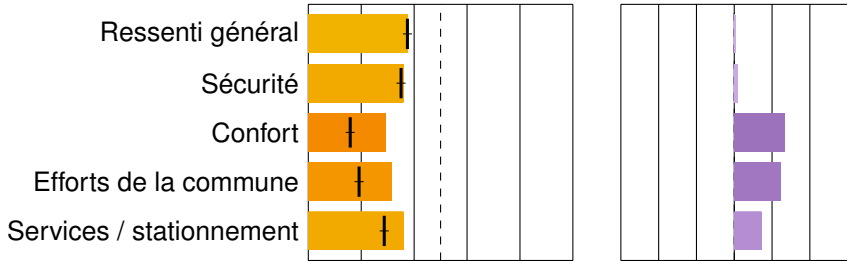 Ressenti général
Sécurité
Confort
Efforts de la commune
Services / stationnement